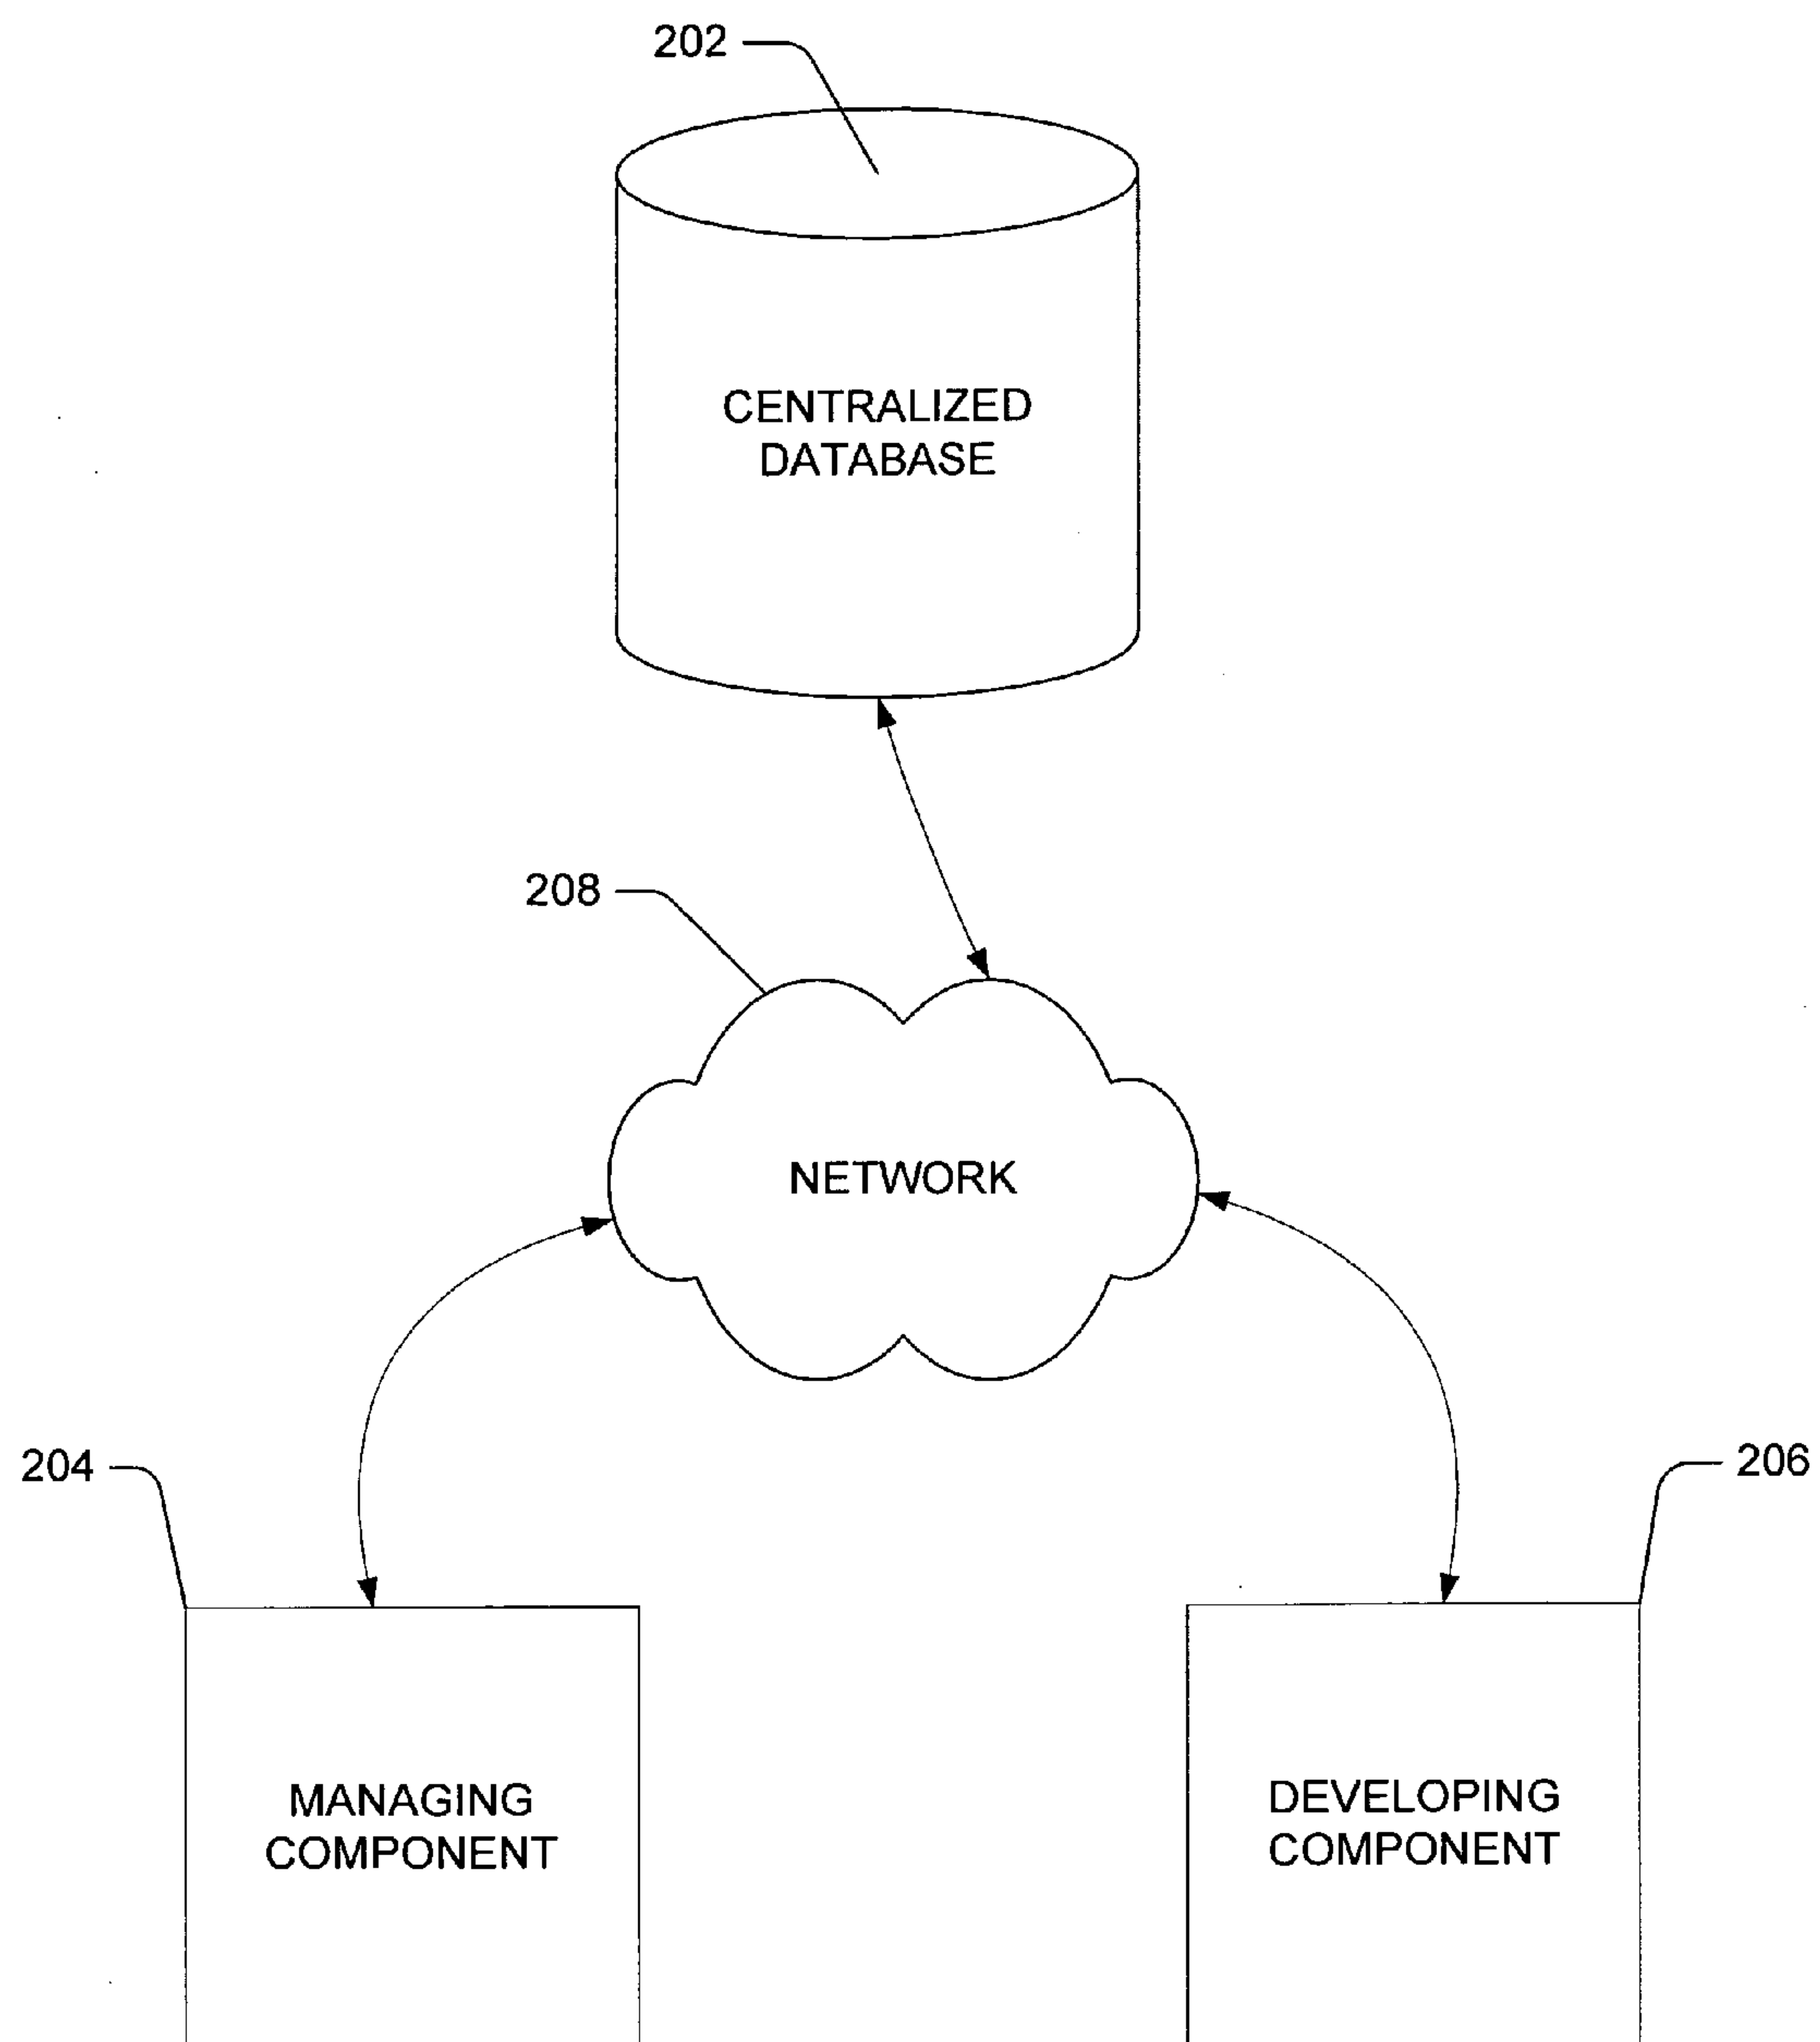 202
CENTRALIZED
DATABASE
208
NETWORK
204
206
MANAGING
COMPONENT
DEVELOPING
COMPONENT